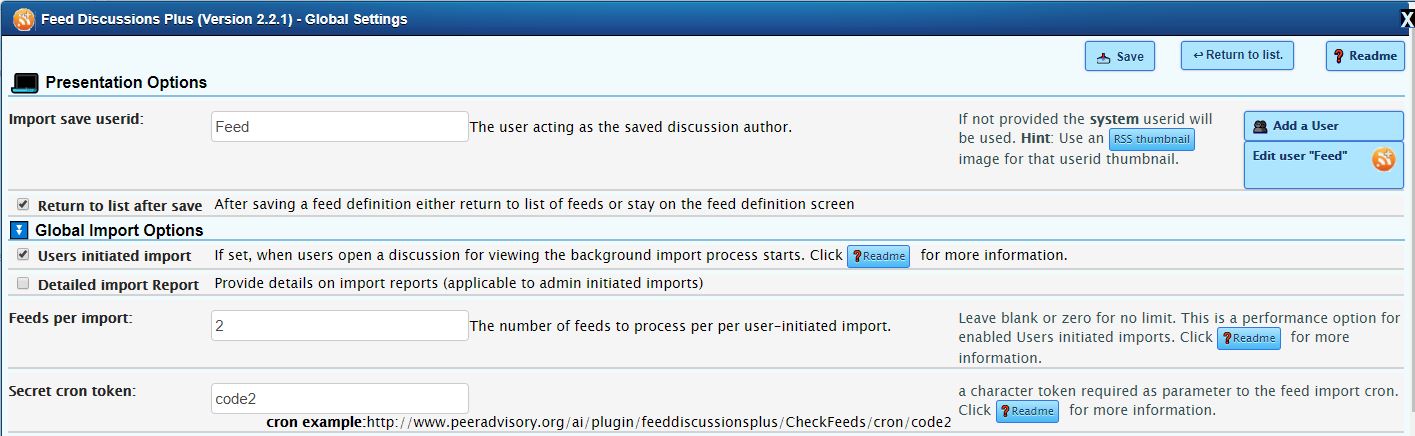 Feed Discussions Plus (Version 2.2.1) - Global Settings X
Save ↩Return to list. ?Readme
Presentation Options
Import save userid: Feed The user acting as the saved discussion author.
If not provided the system userid will
be used. Hint: Use an RSS thumbnail
image for that userid thumbnail.
Add a User
Edit user "Feed"
Return to list after save After saving a feed definition either return to list of feeds or stay on the feed definition screen
Global Import Options
Users initiated import If set, when users open a discussion for viewing the background import process starts. Click ?Readme for more information.
Detailed import Report Provide details on import reports (applicable to admin initiated imports)
Feeds per import: 2 The number of feeds to process per per user-initiated import.
Leave blank or zero for no limit. This is a performance option for
enabled Users initiated imports. Click ?Readme for more
information.
Secret cron token: code2
a character token required as parameter to the feed import cron.
Click ?Readme for more information.
cron example:http://www.peeradvisory.org/ai/plugin/feeddiscussionsplus/CheckFeeds/cron/code2